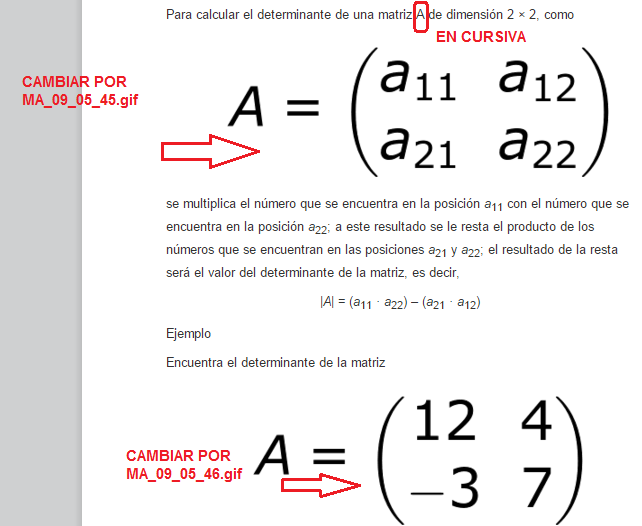 Para calcular el determinante de una matriz A de dimensión 2 × 2, como
EN CURSIVA
CAMBIAR POR
MA_09_05_45.gif
A = (a11 a12
a21 a22)
se multiplica el número que se encuentra en la posición a11 con el número que se
encuentra en la posición a22; a este resultado se le resta el producto de los
números que se encuentran en las posiciones a21 y a22; el resultado de la resta
será el valor del determinante de la matriz, es decir,
|A| = (a11 · a22) – (a21 · a12)
Ejemplo
Encuentra el determinante de la matriz
CAMBIAR POR
MA_09_05_46.gif
A = (12 4
−3 7)